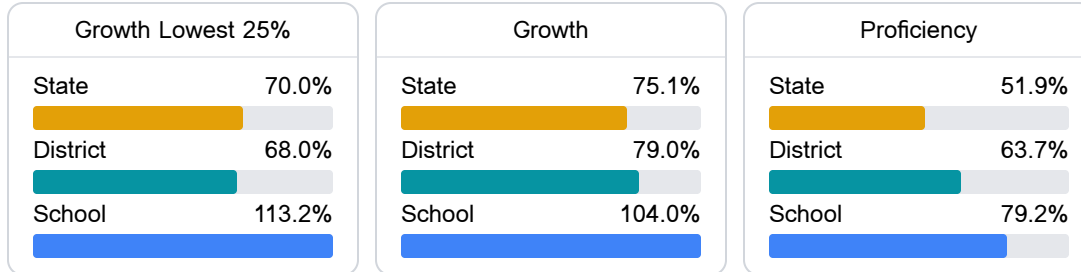 Growth Lowest 25%
State 70.0%
District 68.0%
School 113.2%
Growth
State 75.1%
District 79.0%
School 104.0%
Proficiency
State 51.9%
District 63.7%
School 79.2%